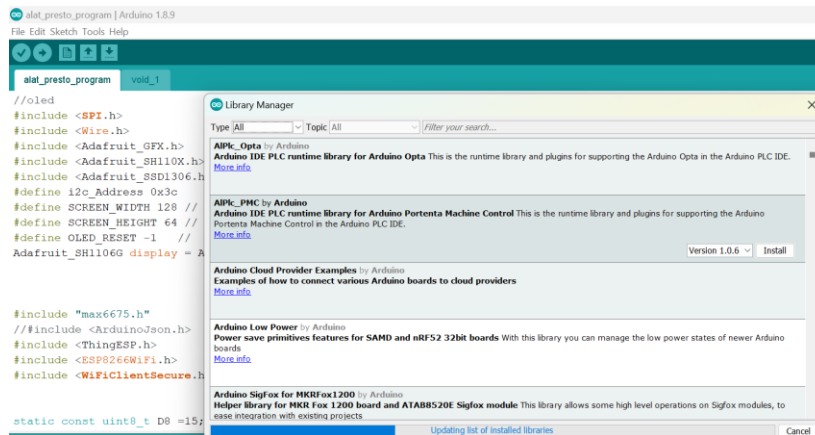 alat_presto_program | Arduino 1.8.9
File Edit Sketch Tools Help
alat_presto_program void_1
//oled
#include <SPI.h>
#include <Wire.h>
#include <Adafruit_GFX.h>
#include <Adafruit_SH110X.h>
#include <Adafruit_SSD1306.h
#define i2c_Address 0x3c
#define SCREEN_WIDTH 128 //
#define SCREEN_HEIGHT 64 //
#define OLED_RESET -1 //
Adafruit_SH1106G display = A
#include "max6675.h"
//#include <ArduinoJson.h>
#include <ThingESP.h>
#include <ESP8266WiFi.h>
#include <WiFiClientSecure.h
static const uint8_t D8 =15;
Library Manager
Type All Topic All Filter your search...
AIPlc_Opta by Arduino
Arduino IDE PLC runtime library for Arduino Opta This is the runtime library and plugins for supporting the Arduino Opta in the Arduino PLC IDE.
More info
AIPlc_PMC by Arduino
Arduino IDE PLC runtime library for Arduino Portenta Machine Control This is the runtime library and plugins for supporting the Arduino
Portenta Machine Control in the Arduino PLC IDE.
More info
Version 1.0.6 Install
Arduino Cloud Provider Examples by Arduino
Examples of how to connect various Arduino boards to cloud providers
More info
Arduino Low Power by Arduino
Power save primitives features for SAMD and nRF52 32bit boards With this library you can manage the low power states of newer Arduino
boards
More info
Arduino SigFox for MKRFox1200 by Arduino
Helper library for MKR Fox 1200 board and ATAB8520E Sigfox module This library allows some high level operations on Sigfox modules, to
ease integration with existing projects
Updating list of installed libraries
Cancel